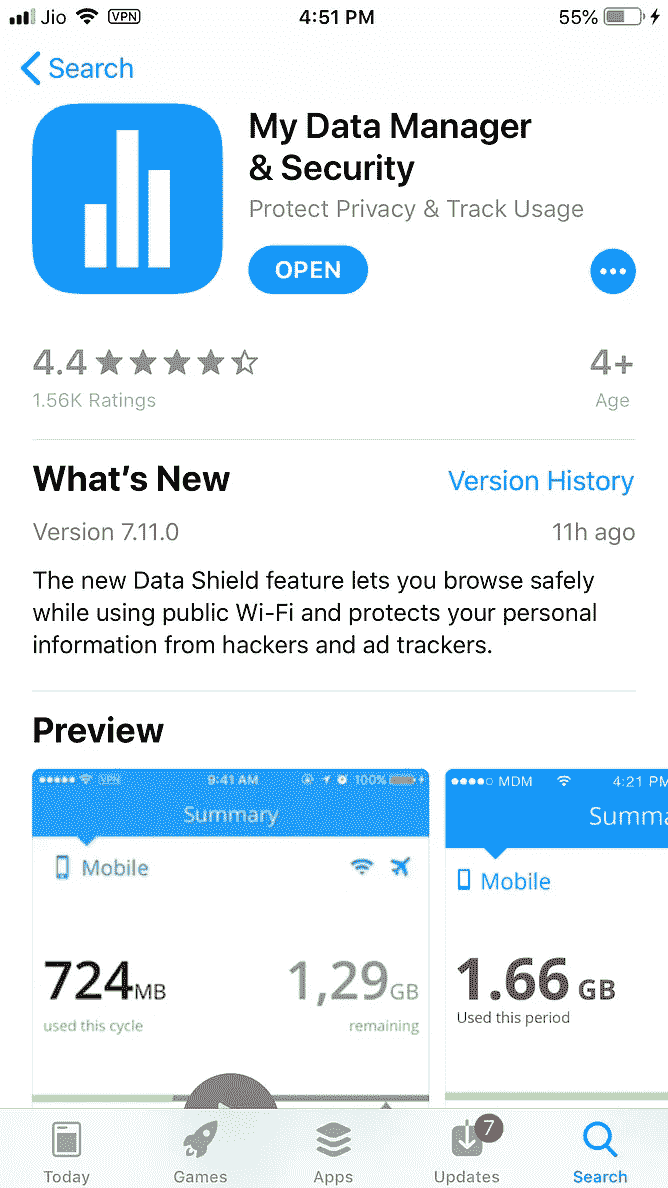 Jio VPN 4:51 PM 55%
Search
My Data Manager
& Security
Protect Privacy & Track Usage
OPEN
4.4 4+
1.56K Ratings Age
What's New Version History
Version 7.11.0 11h ago
The new Data Shield feature lets you browse safely
while using public Wi-Fi and protects your personal
information from hackers and ad trackers.
Preview
VPN 9:41 AM 100%
Summary
Mobile
724MB 1,29GB
used this cycle remaining
MDM 4:21 PM
Summa
Mobile
1.66 GB
Used this period
7
Today Games Apps Updates Search